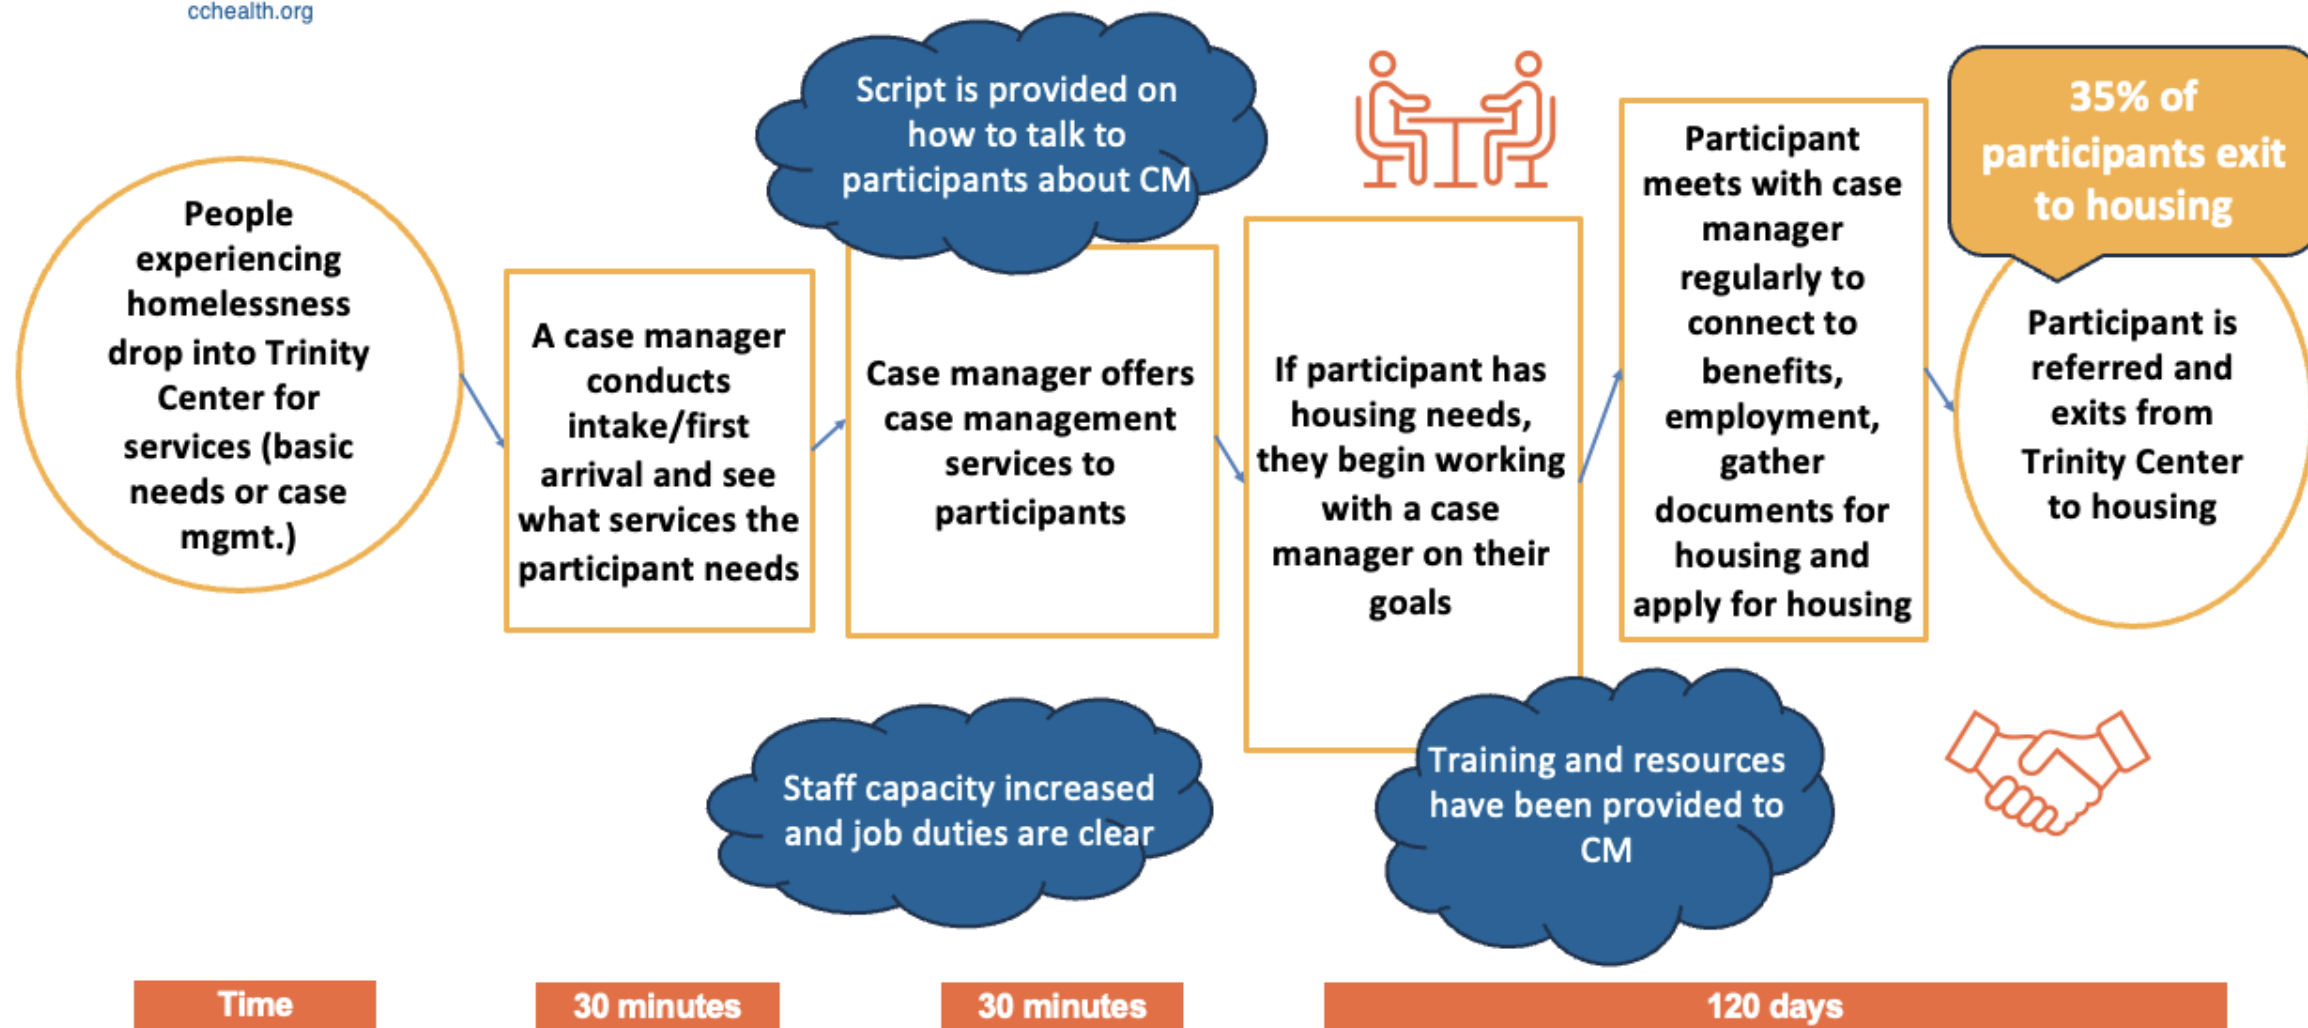 cchealth.org
People
experiencing
homelessness
drop into Trinity
Center for
services (basic
needs or case
mgmt.)
A case manager
conducts
intake/first
arrival and see
what services the
participant needs
Script is provided on
how to talk to
participants about CM
Case manager offers
case management
services to
participants
Staff capacity increased
and job duties are clear
If participant has
housing needs,
they begin working
with a case
manager on their
goals
Training and resources
have been provided to
CM
Participant
meets with case
manager
regularly to
connect to
benefits,
employment,
gather
documents for
housing and
apply for housing
35% of
participants exit
to housing
Participant is
referred and
exits from
Trinity Center
to housing
Time
30 minutes
30 minutes
120 days